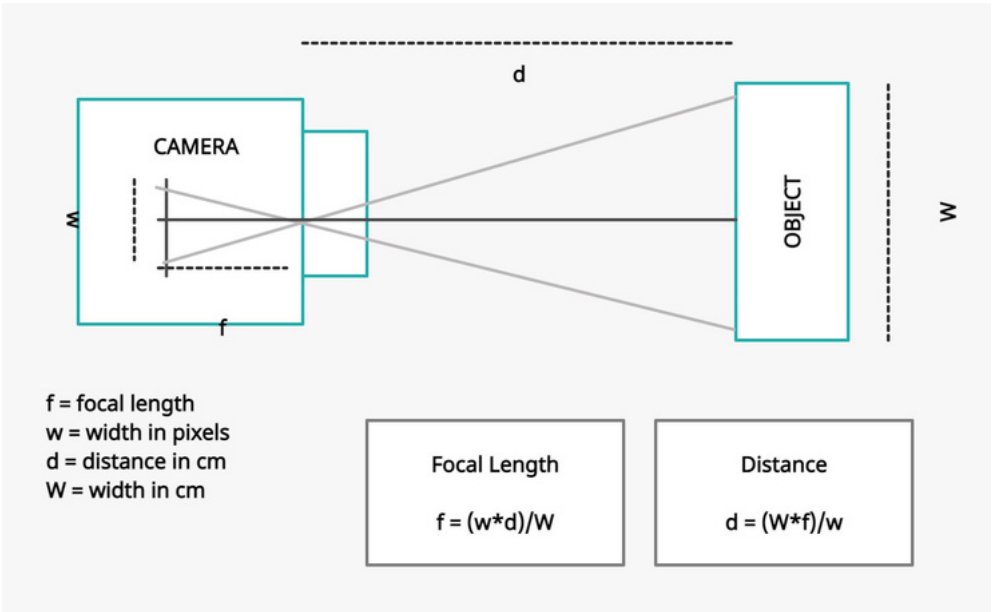 d
CAMERA
w
OBJECT
W
f
f = focal length
w = width in pixels
d = distance in cm
W = width in cm
Focal Length
f = (w*d)/W
Distance
d = (W*f)/w